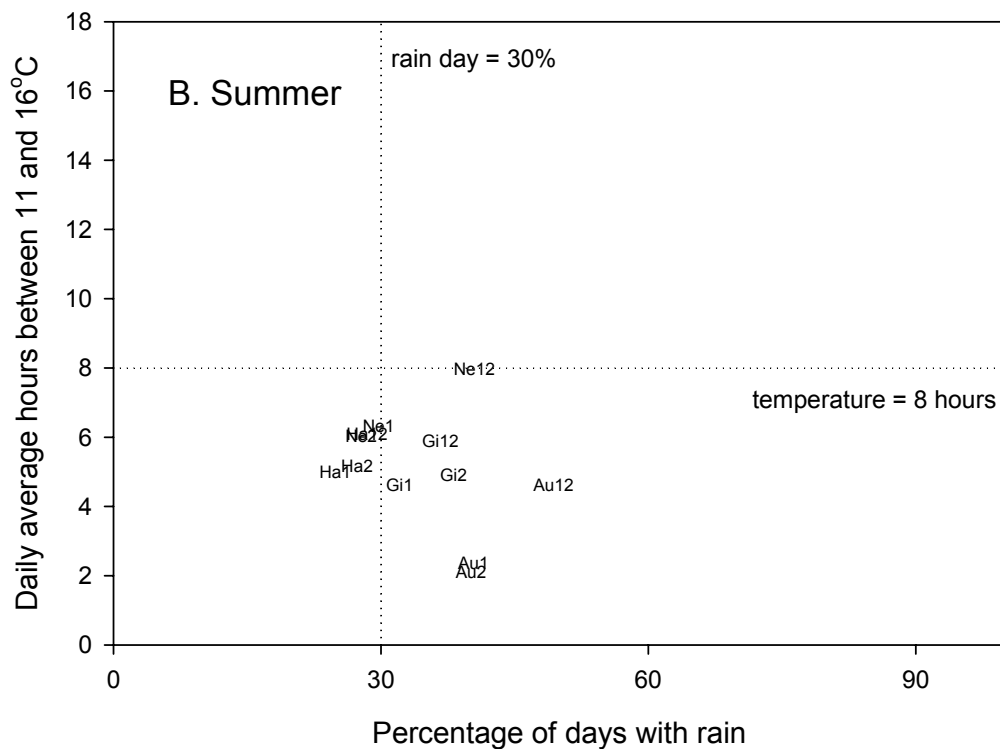 Daily average hours between 11 and 16°C
18
16
14
12
10
8
6
4
2
0
rain day = 30%
B. Summer
Ne12
temperature = 8 hours
Ne1
Ha12
Ne2
Gi12
Ha2
Ha1
Gi2
Gi1
Au12
Au1
Au2
0
30
60
90
Percentage of days with rain